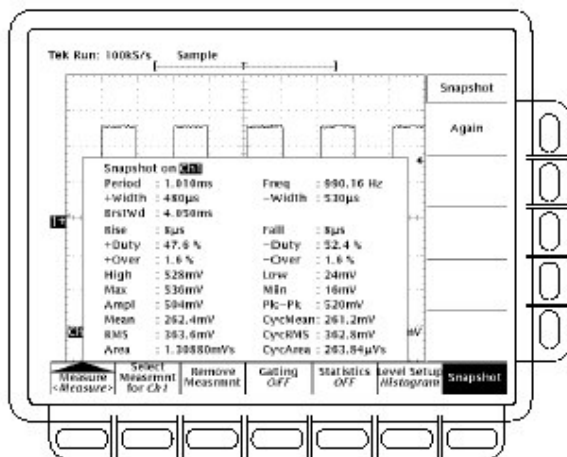 Tek Run: 100kS/s Sample
Snapshot
Again
Snapshot on Ch1
Period : 1.010ms Freq : 990.16 Hz
+Width : 480µs -Width : 530µs
BrstWd : 4.050ms
Rise : 8µs Fall : 8µs
+Duty : 47.6 % -Duty : 52.4 %
+Over : 1.6 % -Over : 1.6 %
High : 528mV Low : 24mV
Max : 536mV Min : 16mV
Ampl : 504mV Pk-Pk : 520mV
Mean : 262.4mV CycMean : 261.2mV
RMS : 363.6mV CycRMS : 362.8mV
Area : 1.30880mVs CycArea : 263.84µVs
Measure
<Measure>
Select
Measrmnt
for Ch1
Remove
Measrmnt
Gating
OFF
Statistics
OFF
Level Setup
Histogram
Snapshot